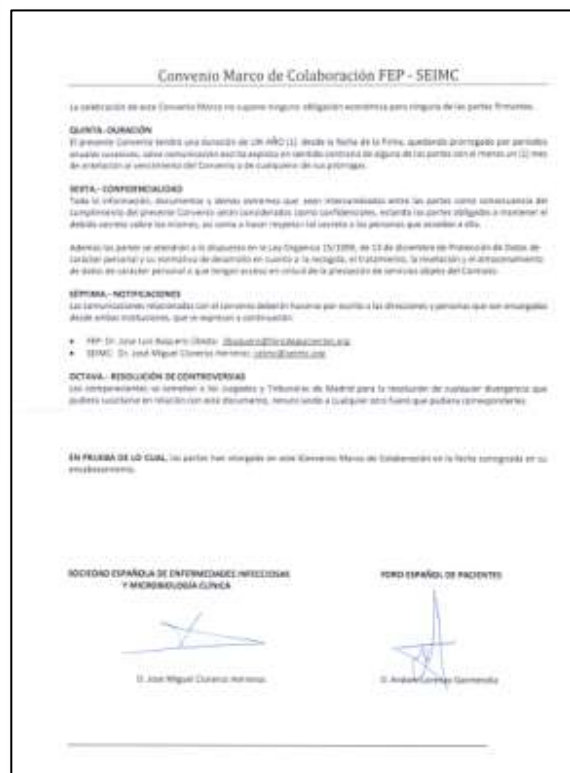 Convenio Marco de Colaboración FEP - SEIMC
La celebración de este Convenio Marco no supone ninguna obligación económica para ninguna de las partes firmantes.
QUINTA.- DURACIÓN
El presente Convenio tendrá una duración de UN AÑO (1) desde la fecha de la firma, quedando prorrogado por periodos
anuales sucesivos, salvo comunicación escrita expresa en sentido contrario de alguna de las partes con al menos un (1) mes
de antelación al vencimiento del Convenio o de cualquiera de sus prórrogas.
SEXTA.- CONFIDENCIALIDAD
Toda la información, documentos y demás extremos que sean intercambiados entre las partes como consecuencia del
cumplimiento del presente Convenio serán considerados como confidenciales, estando las partes obligadas a mantener el
debido secreto sobre los mismos, así como a hacer respetar tal secreto a las personas que accedan a ella.
Además las partes se atendrán a lo dispuesto en la Ley Orgánica 15/1999, de 13 de diciembre de Protección de Datos de
carácter personal y su normativa de desarrollo en cuanto a la recogida, el tratamiento, la revelación y el almacenamiento
de datos de carácter personal a que tengan acceso en virtud de la prestación de servicios objeto del Contrato.
SÉPTIMA.- NOTIFICACIONES
Las comunicaciones relacionadas con el convenio deberán hacerse por escrito a las direcciones y personas que son encargadas
desde ambas instituciones, que se expresan a continuación:
• FEP: Dr. Jose Luis Baquero Úbeda:
• SEIMC: Dr. José Miguel Cisneros Herreros: seimc@seimc.org
OCTAVA.- RESOLUCIÓN DE CONTROVERSIAS
Los comparecientes, se someten a los Juzgados y Tribunales de Madrid para la resolución de cualquier divergencia que
pudiera suscitarse en relación con este documento, renunciando a cualquier otro fuero que pudiera corresponderles.
EN PRUEBA DE LO CUAL, las partes han otorgado en este Convenio Marco de Colaboración en la fecha consignada en su
encabezamiento.
SOCIEDAD ESPAÑOLA DE ENFERMEDADES INFECCIOSAS
Y MICROBIOLOGÍA CLÍNICA
FORO ESPAÑOL DE PACIENTES
D. José Miguel Cisneros Herreros
D. Andoni Lorenzo Garmendia